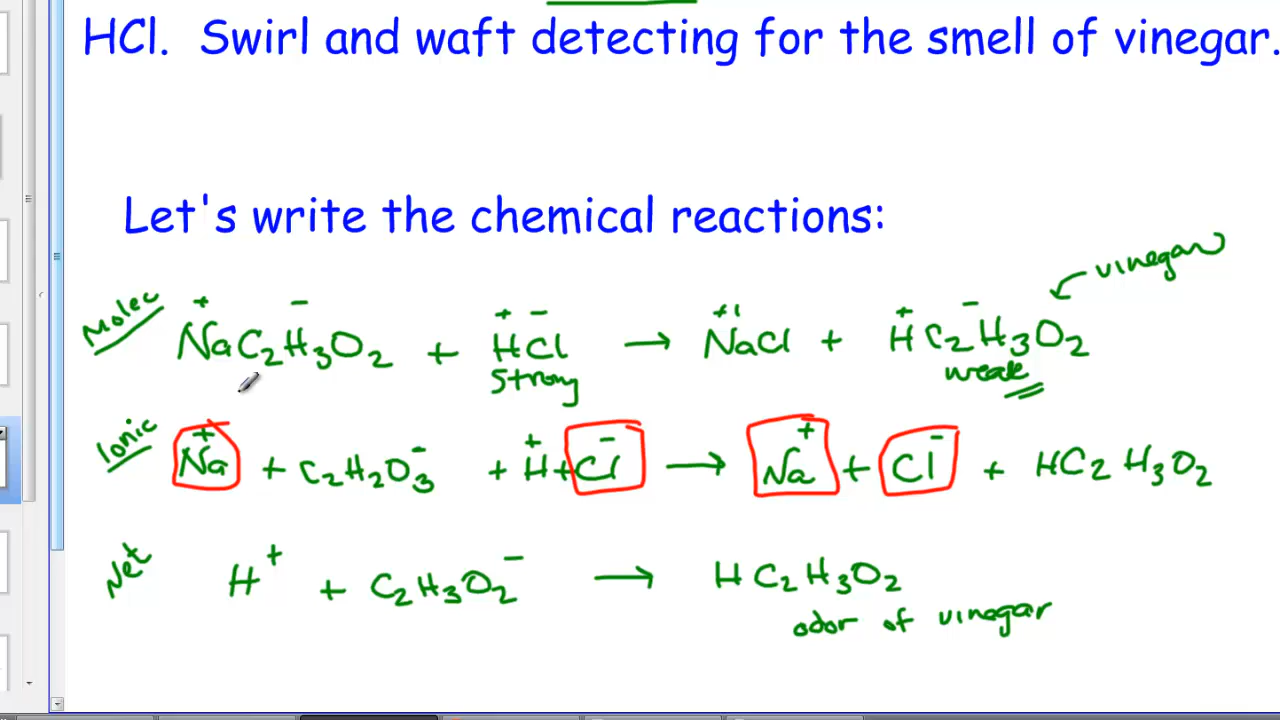 HCl. Swirl and waft detecting for the smell of vinegar.
Let's write the chemical reactions:
vinegar
Molec NaC2H3O2 + HCl → NaCl + HC2H3O2
+ − + − + 1 + −
strong weak
Ionic Na+ + C2H2O3− + H+ + Cl− → Na+ + Cl− + HC2H3O2
Net H+ + C2H3O2− → HC2H3O2
odor of vinegar